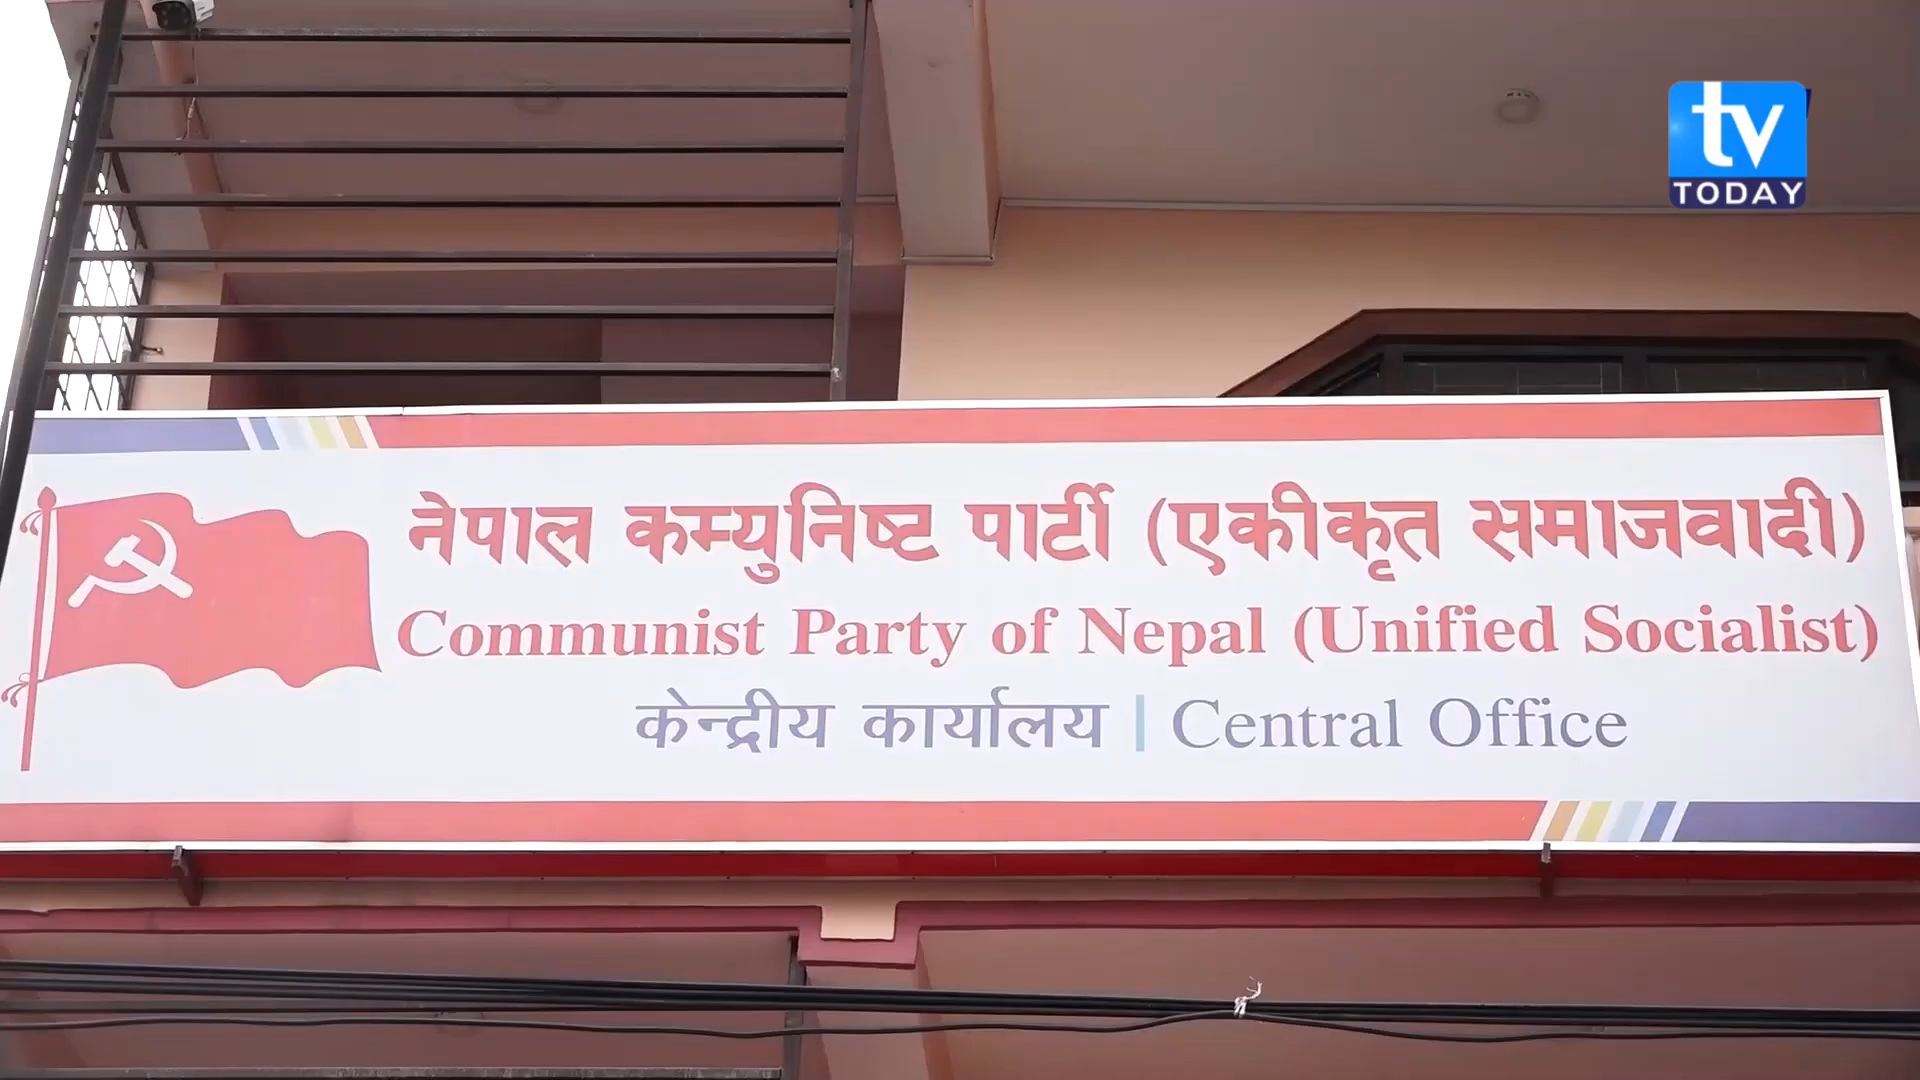 tv
TODAY
नेपाल कम्युनिष्ट पार्टी (एकीकृत समाजवादी)
Communist Party of Nepal (Unified Socialist)
केन्द्रीय कार्यालय | Central Office